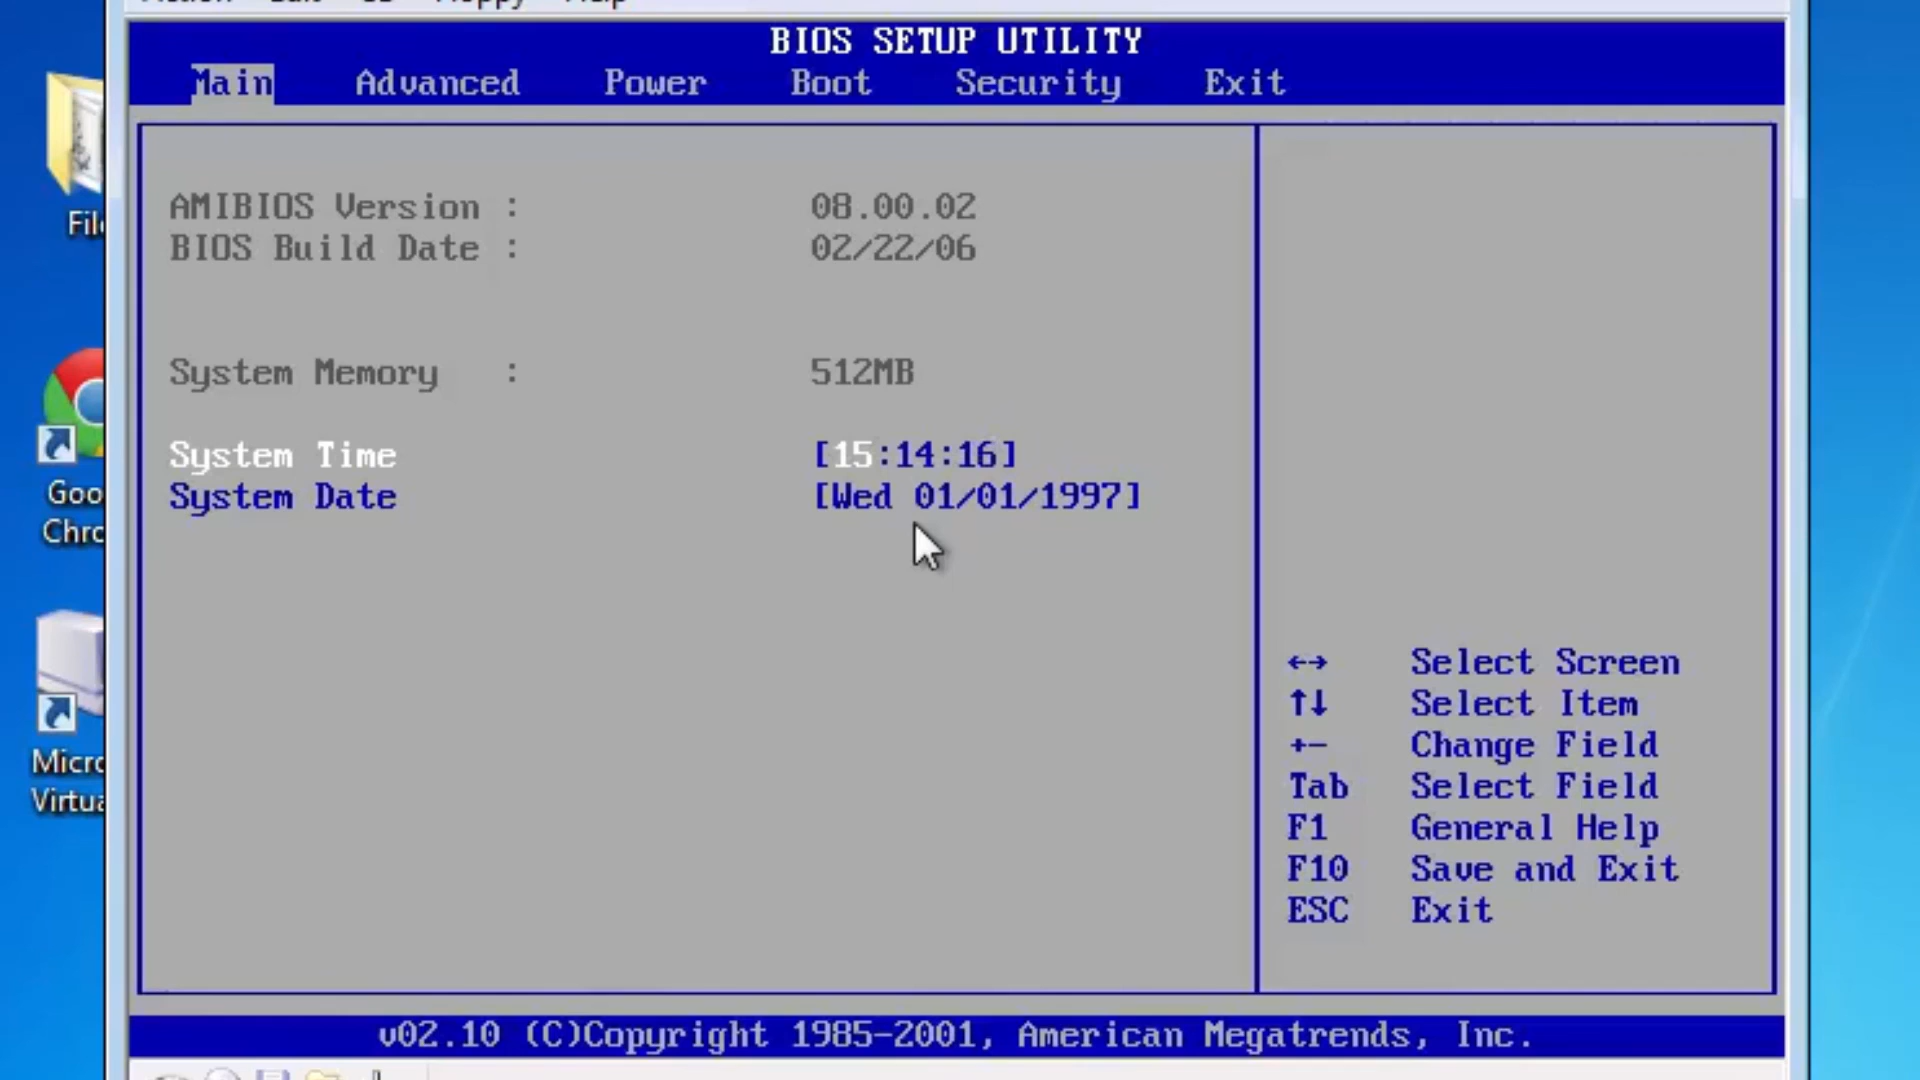 BIOS SETUP UTILITY
Main Advanced Power Boot Security Exit
AMIBIOS Version : 08.00.02
BIOS Build Date : 02/22/06
System Memory : 512MB
System Time [15:14:16]
System Date [Wed 01/01/1997]
←→ Select Screen
↑↓ Select Item
+- Change Field
Tab Select Field
F1 General Help
F10 Save and Exit
ESC Exit
v02.10 (C)Copyright 1985-2001, American Megatrends, Inc.
File
Goo
Chro
Micro
Virtua